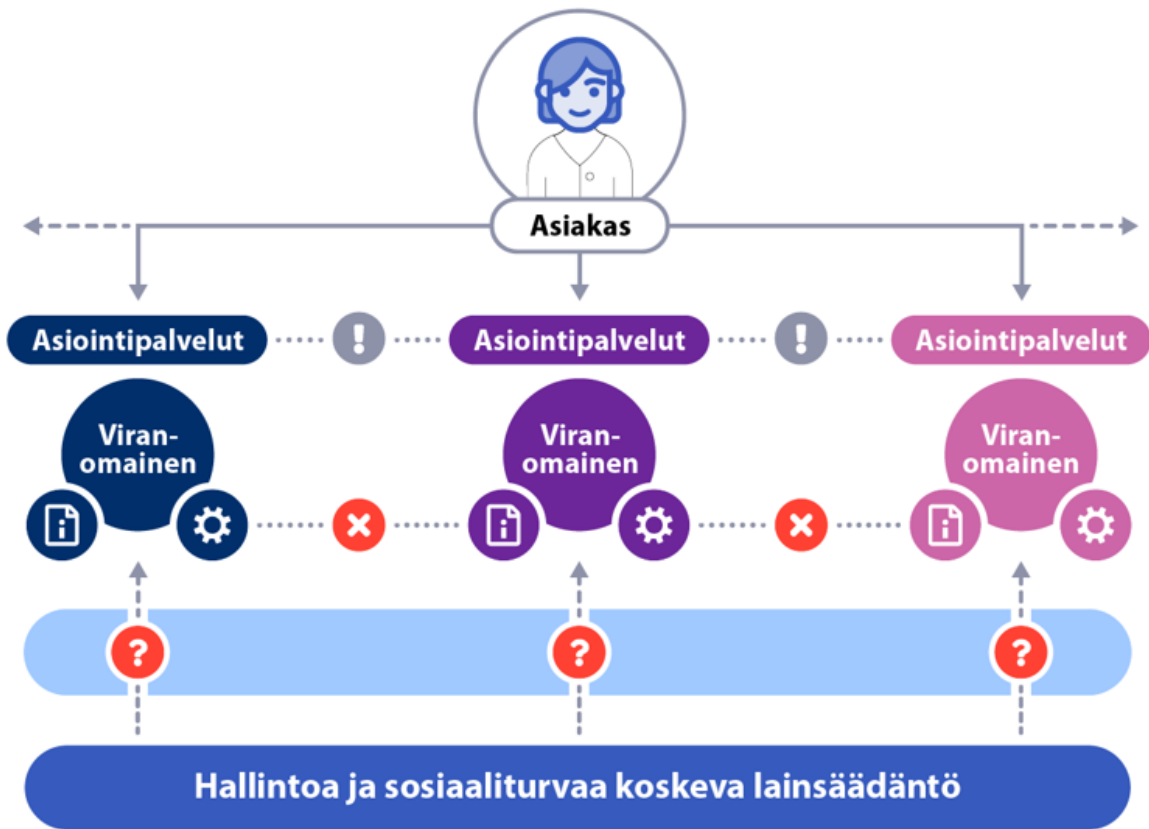 Asiakas
Asiointipalvelut
!
Asiointipalvelut
!
Asiointipalvelut
Viran-
omainen
Viran-
omainen
Viran-
omainen
i
i
i
?
?
?
Hallintoa ja sosiaaliturvaa koskeva lainsäädäntö